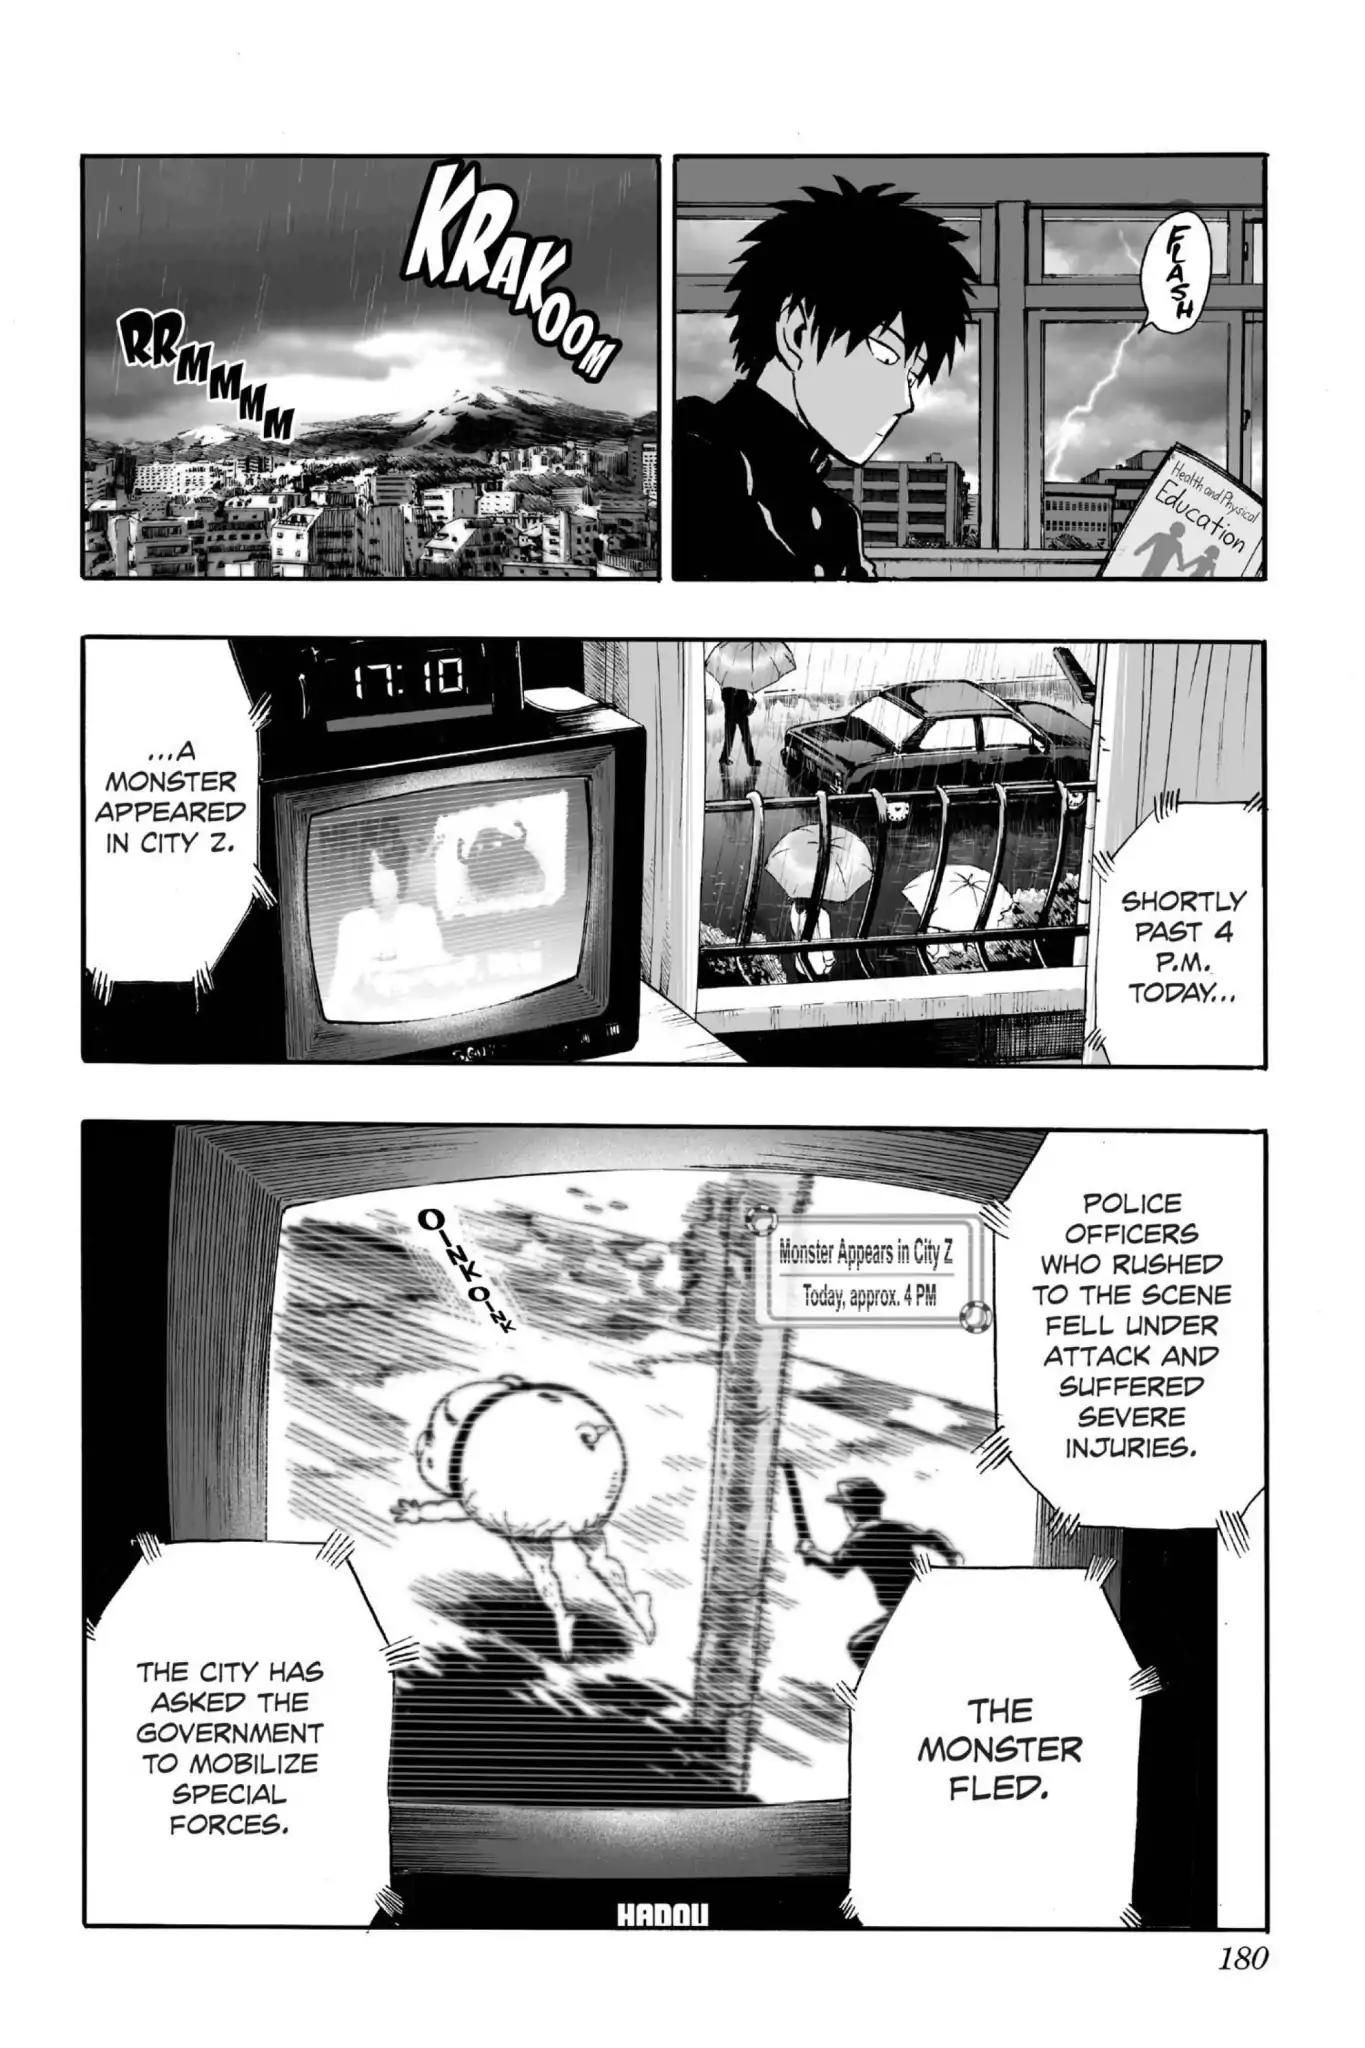 FLASH
Health and Physical
Education
KRAKOOM
RRMMMM
SHORTLY
PAST 4
P.M.
TODAY...
17:10
...A
MONSTER
APPEARED
IN CITY Z.
POLICE
OFFICERS
WHO RUSHED
TO THE SCENE
FELL UNDER
ATTACK AND
SUFFERED
SEVERE
INJURIES.
Monster Appears in City Z
Today, approx. 4 PM
OINK OINK
THE
MONSTER
FLED.
THE CITY HAS
ASKED THE
GOVERNMENT
TO MOBILIZE
SPECIAL
FORCES.
HADOU
180